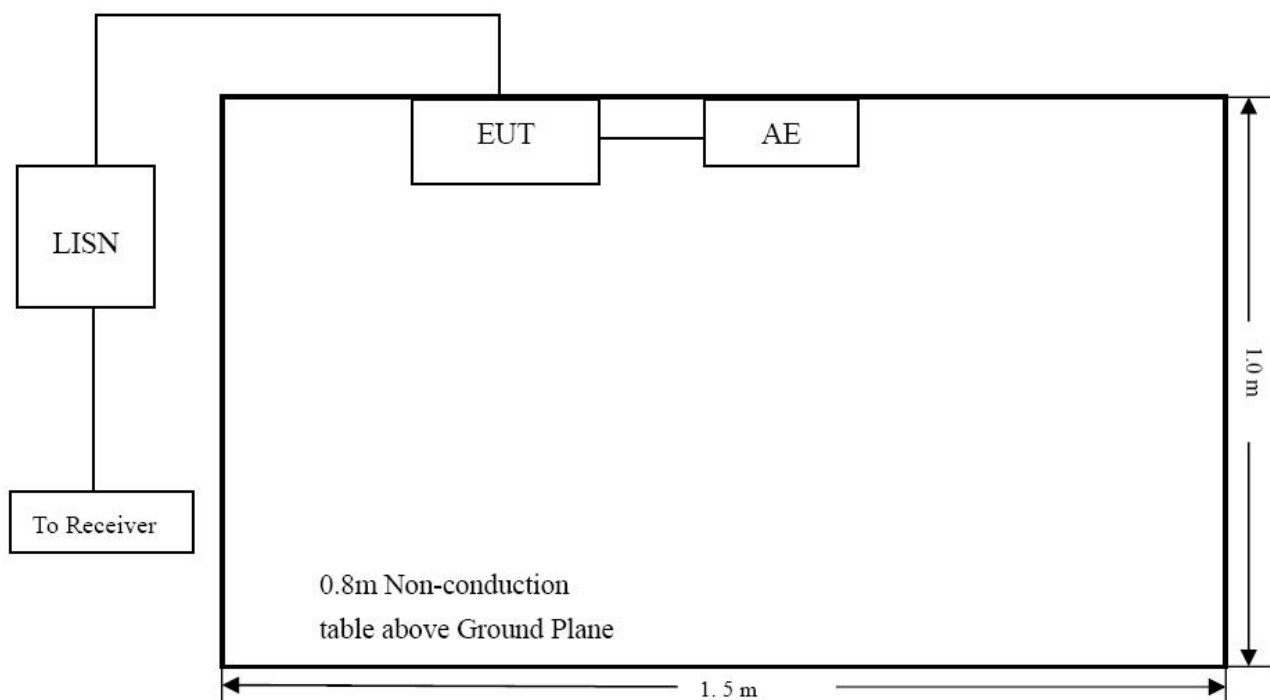 EUT
AE
LISN
1.0 m
To Receiver
0.8m Non-conduction
table above Ground Plane
1. 5 m